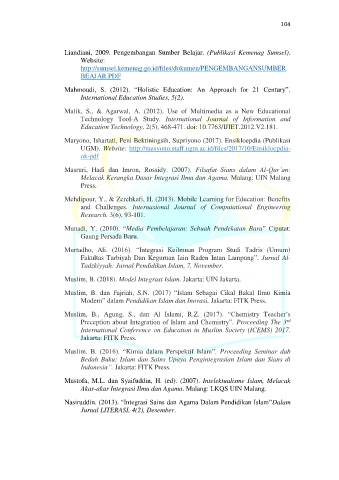 104
Liandiani, 2009. Pengembangan Sumber Belajar. (Publikasi Kemenag Sumsel).
Website:
http://sumsel.kemenag.go.id/files/dokumen/PENGEMBANGANSUMBER
BEAJAR.PDF
Mahmoudi, S. (2012). “Holistic Education: An Approach for 21 Century”.
International Education Studies, 5(2).
Malik, S., & Agarwal, A. (2012). Use of Multimedia as a New Educational
Technology Tool-A Study. International Journal of Information and
Education Technology, 2(5), 468-471. doi: 10.7763/IJIET.2012.V2.181.
Maryono, Ishartati, Peni Bektiningsih, Supriyono (2017). Ensikloepdia (Publikasi
UGM). Website: http://maryono.staff.ugm.ac.id/files/2017/10/Ensiklocpdia-
ok-pdf
Masruri, Hadi dan Imron, Rossidy. (2007). Filsafat Sians dalam Al-Qur'an:
Melacak Kerangka Dasar Integrasi Ilmu dan Agama. Malang: UIN Malang
Press.
Mehdipour, Y., & Zerehkafi, H. (2013). Mobile Learning for Education: Benefits
and Challenges. Internasional Journal of Computational Engineering
Research. 3(6), 93-101.
Munadi, Y. (2010). “Media Pembelajaran: Sebuah Pendekatan Baru” Ciputat:
Gaung Persada Baru.
Murtadho, Ali. (2016). “Integrasi Keilmuan Program Studi Tadris (Umum)
Fakultas Tarbiyah Dan Keguruan Iain Raden Intan Lampung”. Jurnal Al-
Tadzkiyyah: Jurnal Pendidikan Islam, 7, November.
Muslim, B. (2018). Model Integrasi Islam. Jakarta: UIN Jakarta.
Muslim, B. dan Fajriah, S.N. (2017) “Islam Sebagai Cikal Bakal Ilmu Kimia
Modern” dalam Pendidikan Islam dan Inovasi. Jakarta: FITK Press.
Muslim, B., Agung, S., dan Al Islami, R.Z. (2017). “Chemistry Teacher’s
Preception about Integration of Islam and Chemistry”. Proceeding The 3rd
International Conference on Education in Muslim Society (ICEMS) 2017.
Jakarta: FITK Press.
Muslim, B. (2016). “Kimia dalam Perspektif Islam”. Proceeding Seminar dab
Bedah Buku: Islam dan Sains Upaya Pengintegrasian Islam dan Sians di
Indonesia”. Jakarta: FITK Press.
Mustofa, M.L. dan Syaifuddin, H. (ed). (2007). Intelektualisme Islam, Melacak
Akar-akar Integrasi Ilmu dan Agama. Malang: LKQS UIN Malang.
Nasiruddin. (2013). “Integrasi Sains dan Agama Dalam Pendidikan Islam”Dalam
Jurnal LITERASI, 4(2), Desember.